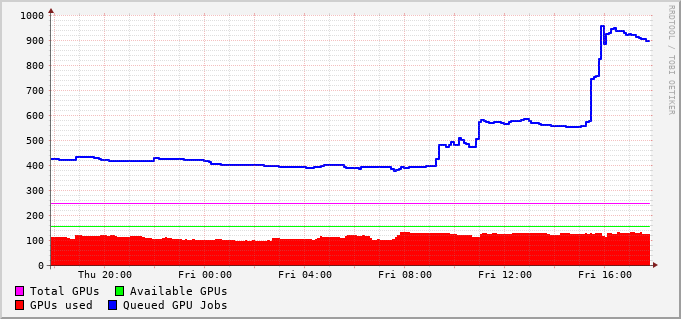 1000
900
800
700
600
500
400
300
200
100
0
Thu 20:00 Fri 00:00 Fri 04:00 Fri 08:00 Fri 12:00 Fri 16:00
Total GPUs Available GPUs
GPUs used Queued GPU Jobs
RRDTOOL / TOBI OETIKER